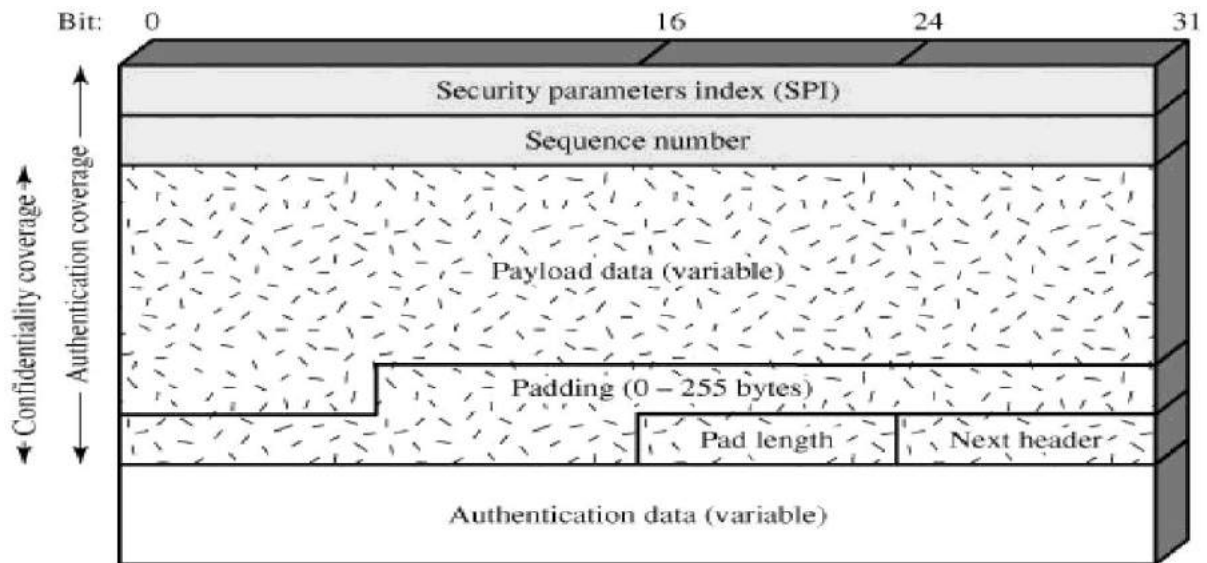 Bit: 0 16 24 31
Security parameters index (SPI)
Sequence number
Confidentiality coverage
Authentication coverage
Payload data (variable)
Padding (0 – 255 bytes)
Pad length
Next header
Authentication data (variable)